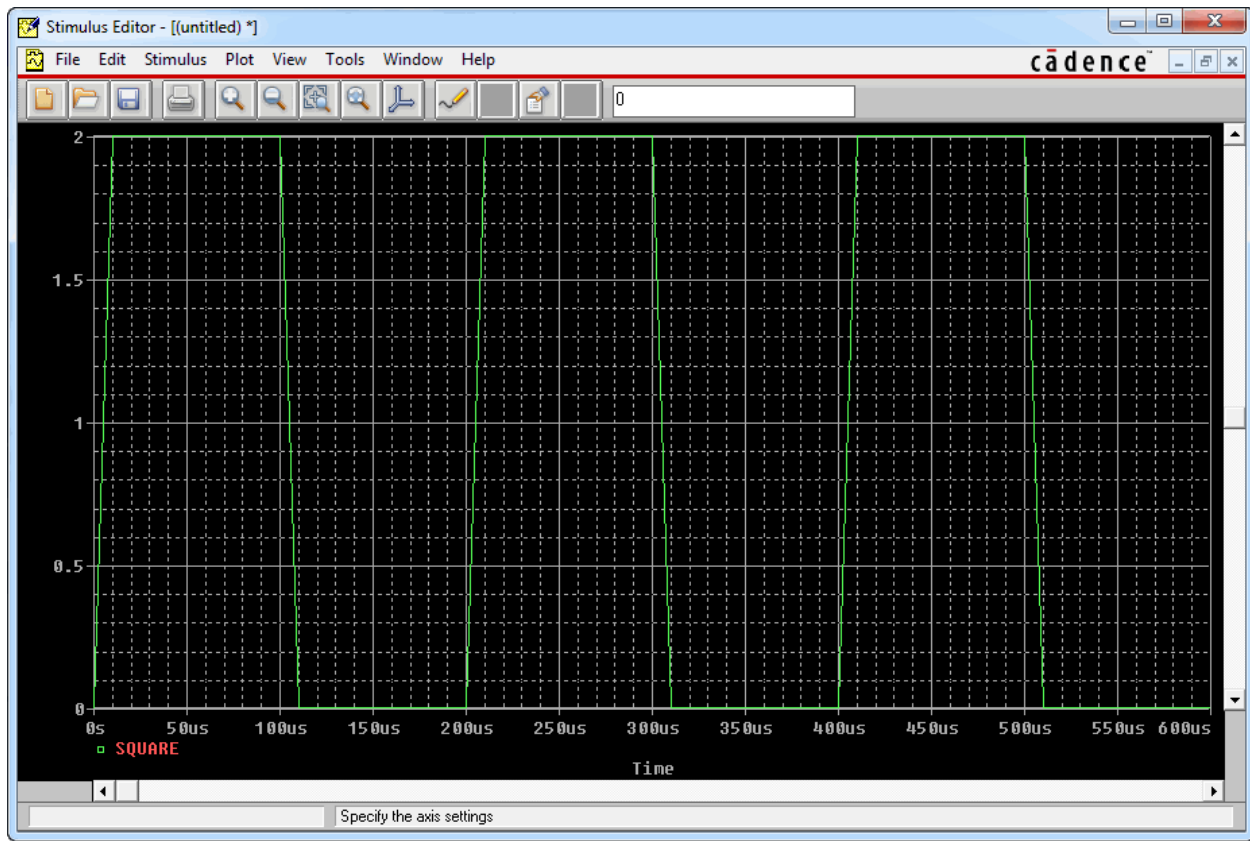 Stimulus Editor - [(untitled) *]
File Edit Stimulus Plot View Tools Window Help cādence™
0
2
1.5
1
0.5
0
0s 50us 100us 150us 200us 250us 300us 350us 400us 450us 500us 550us 600us
SQUARE
Time
Specify the axis settings